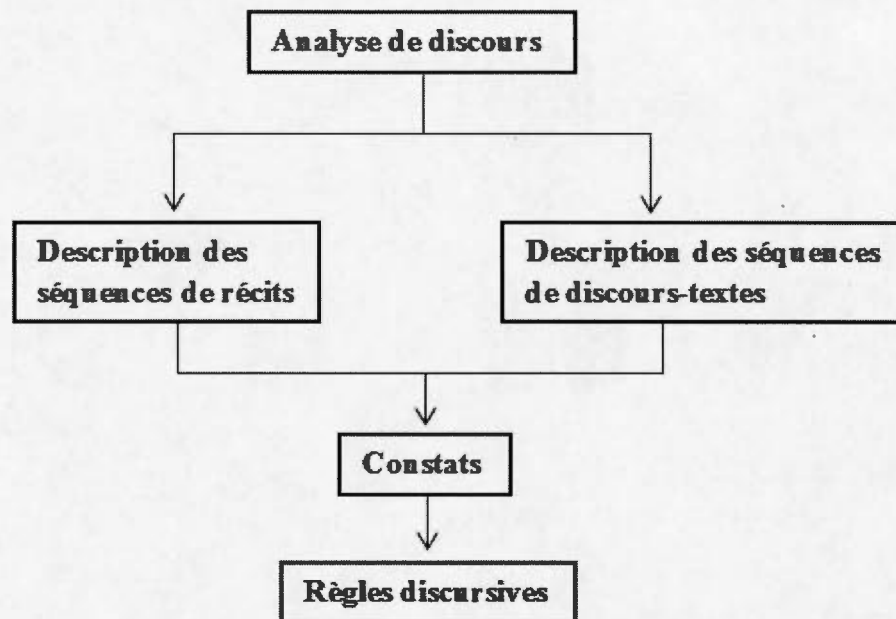 Analyse de discours
Description des
séquences de récits
Description des séquences
de discours-textes
Constats
Règles discursives